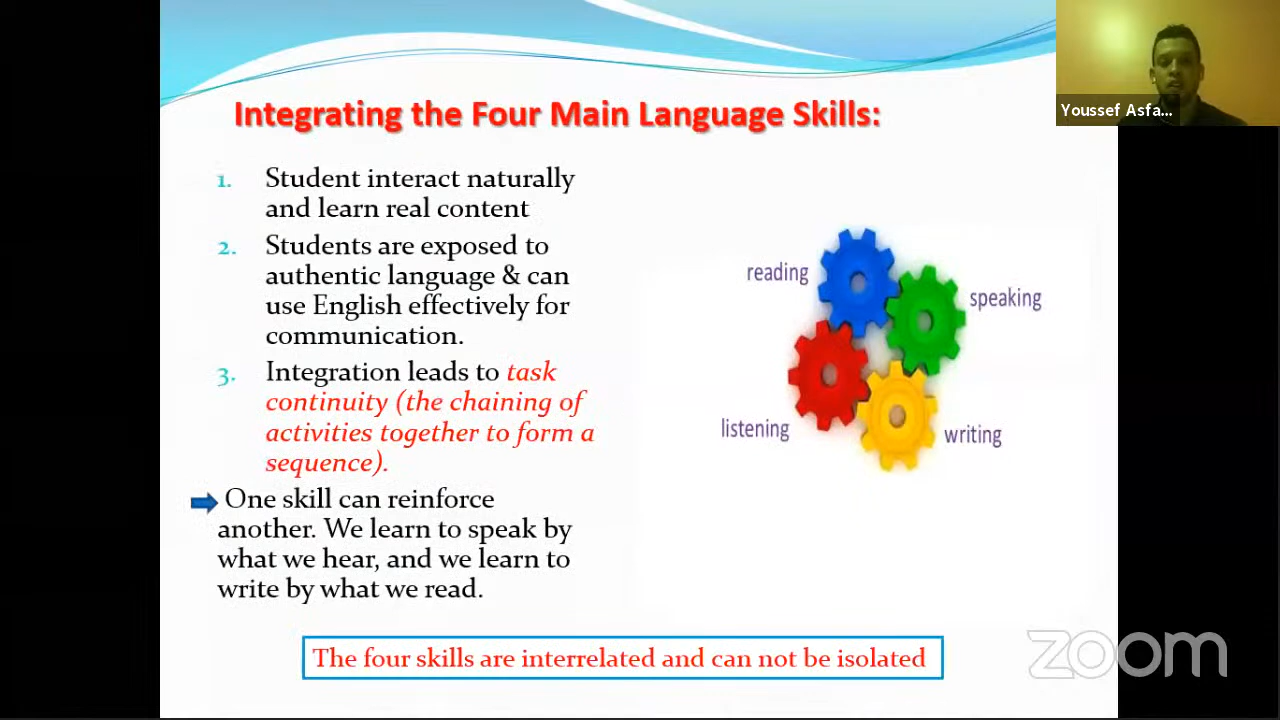 Integrating the Four Main Language Skills:
Youssef Asfa...
1. Student interact naturally
and learn real content
2. Students are exposed to
authentic language & can
use English effectively for
communication.
3. Integration leads to task
continuity (the chaining of
activities together to form a
sequence).
One skill can reinforce
another. We learn to speak by
what we hear, and we learn to
write by what we read.
reading
speaking
listening
writing
The four skills are interrelated and can not be isolated
zoom